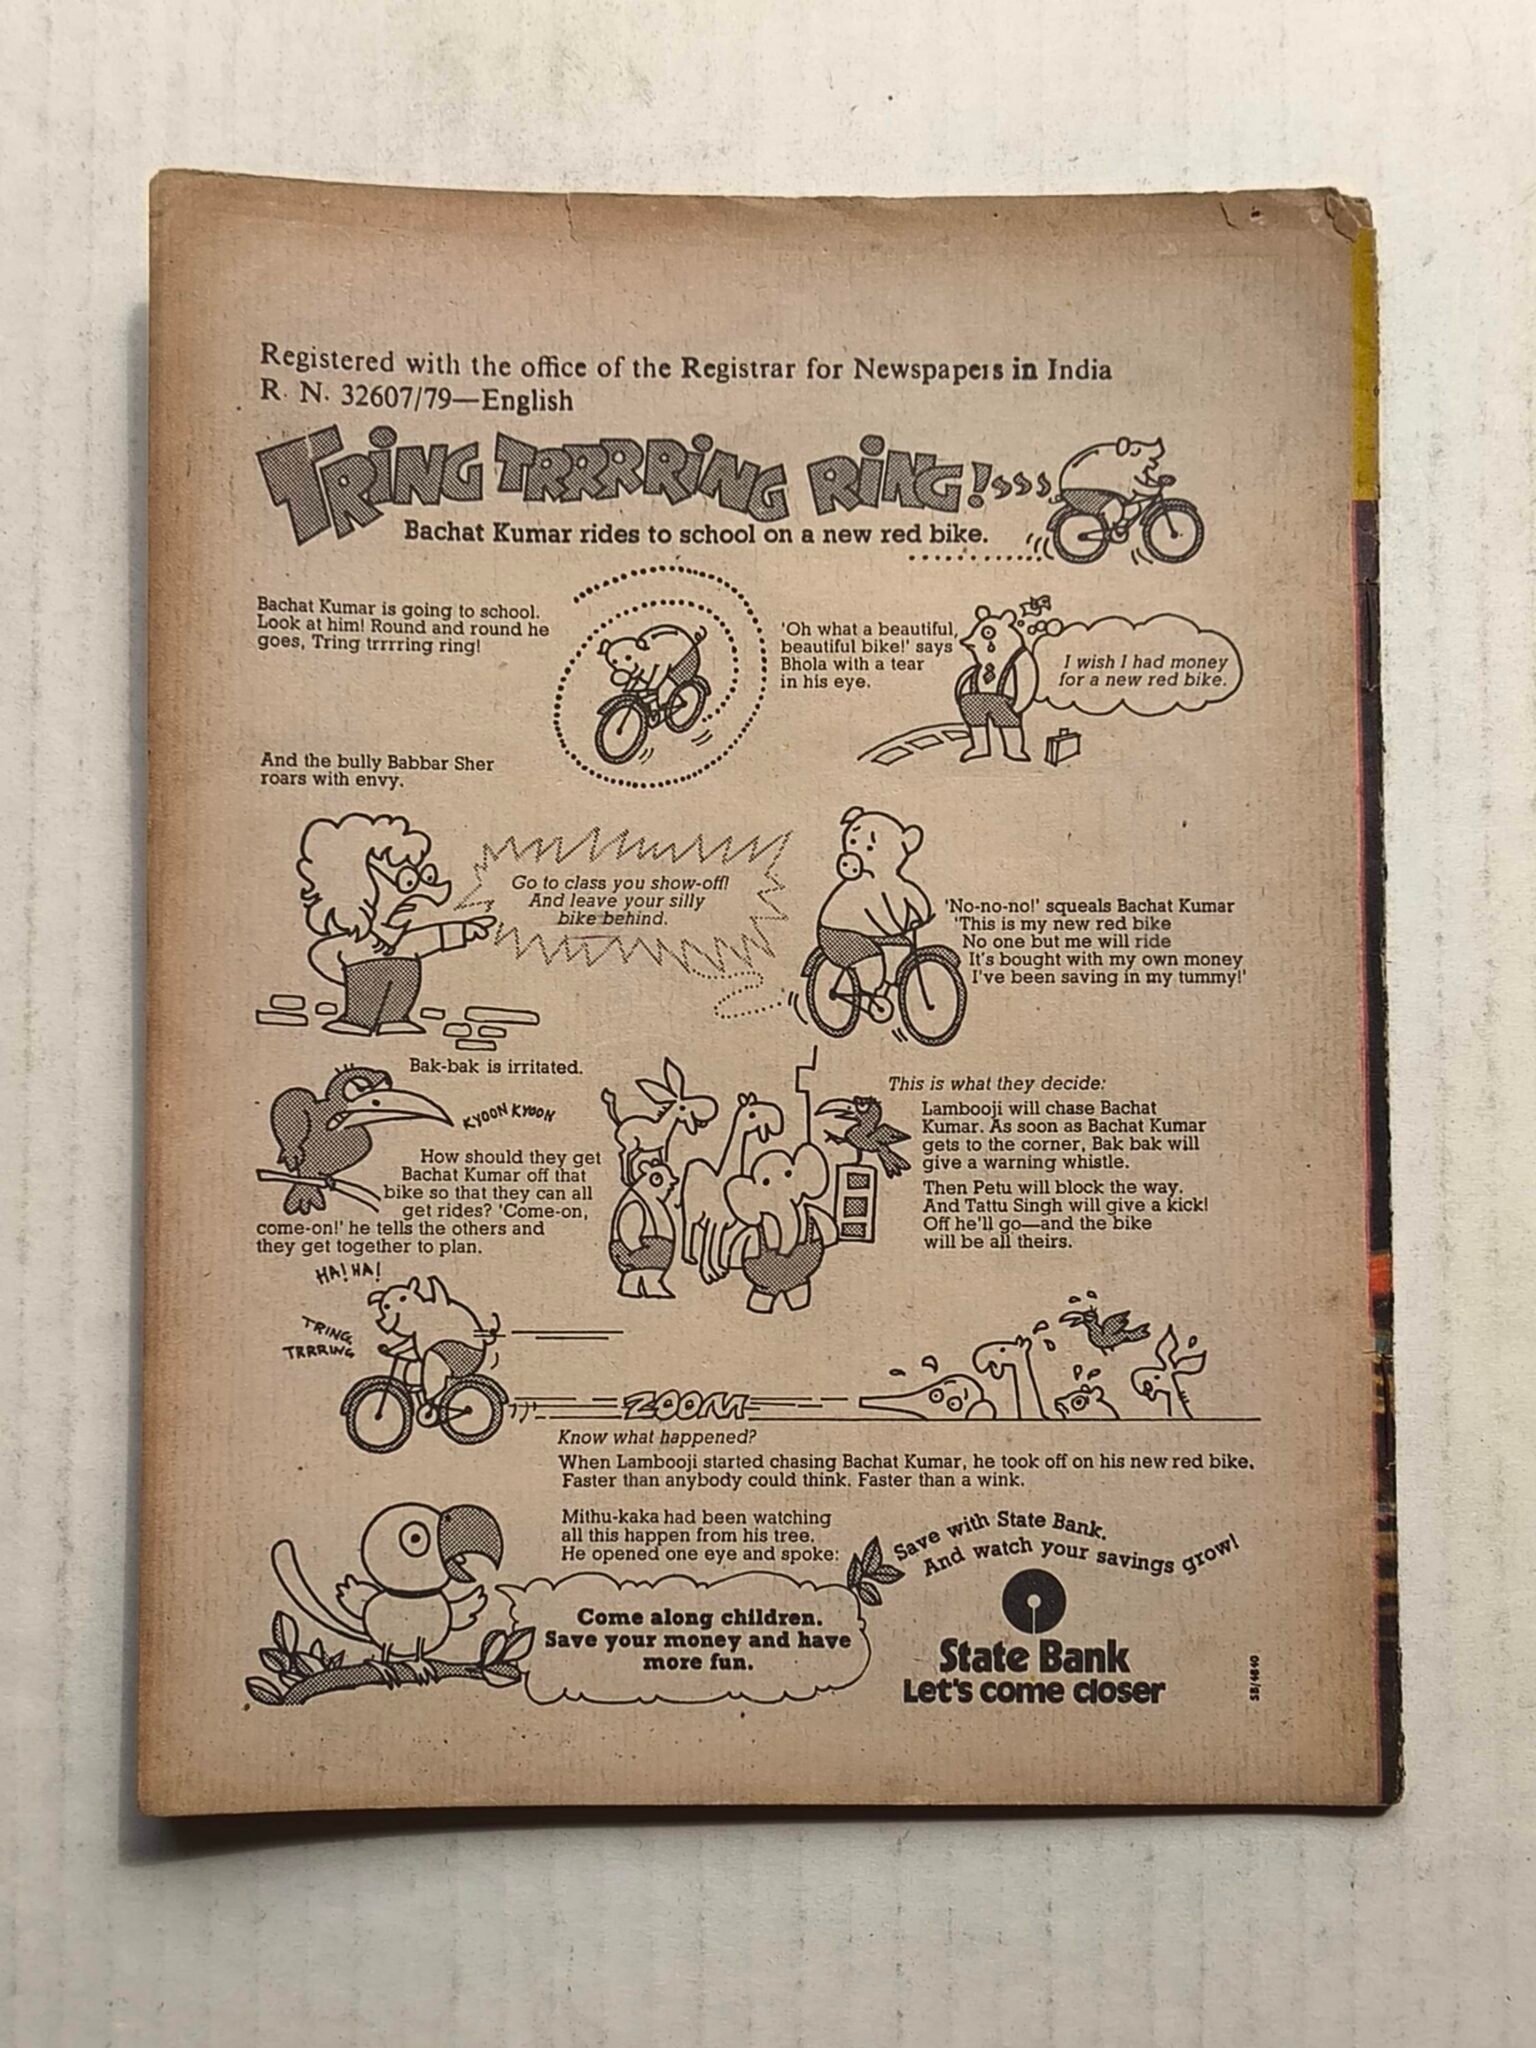 Registered with the office of the Registrar for Newspapers in India
R. N. 32607/79—English
TRING TRRRRING RING!
Bachat Kumar rides to school on a new red bike.
Bachat Kumar is going to school.
Look at him! Round and round he
goes, Tring trrrring ring!
'Oh what a beautiful,
beautiful bike!' says
Bhola with a tear
in his eye.
I wish I had money
for a new red bike.
And the bully Babbar Sher
roars with envy.
Go to class you show-off!
And leave your silly
bike behind.
'No-no-no!' squeals Bachat Kumar
'This is my new red bike
No one but me will ride
It's bought with my own money
I've been saving in my tummy!'
Bak-bak is irritated.
KYOON KYOON
How should they get
Bachat Kumar off that
bike so that they can all
get rides? 'Come-on,
come-on!' he tells the others and
they get together to plan.
This is what they decide:
Lambooji will chase Bachat
Kumar. As soon as Bachat Kumar
gets to the corner, Bak bak will
give a warning whistle.
Then Petu will block the way.
And Tattu Singh will give a kick!
Off he'll go—and the bike
will be all theirs.
HA! HA!
TRING
TRRRING
ZOOM
Know what happened?
When Lambooji started chasing Bachat Kumar, he took off on his new red bike.
Faster than anybody could think. Faster than a wink.
Mithu-kaka had been watching
all this happen from his tree.
He opened one eye and spoke:
Come along children.
Save your money and have
more fun.
Save with State Bank.
And watch your savings grow!
State Bank
Let's come closer
SB/4840